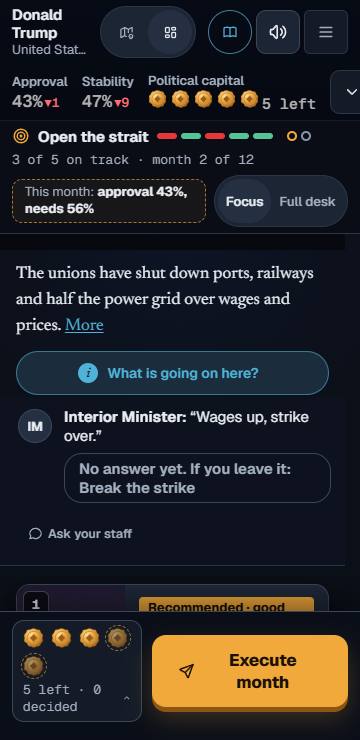 Donald
Trump
United Stat…
Approval
43%▾1
Stability
47%▾9
Political capital
5 left
Open the strait
3 of 5 on track · month 2 of 12
This month: approval 43%,
needs 56%
Focus
Full desk
The unions have shut down ports, railways
and half the power grid over wages and
prices. More
i What is going on here?
IM
Interior Minister: “Wages up, strike
over.”
No answer yet. If you leave it:
Break the strike
Ask your staff
1
Recommended · good
5 left · 0
decided
Execute
month